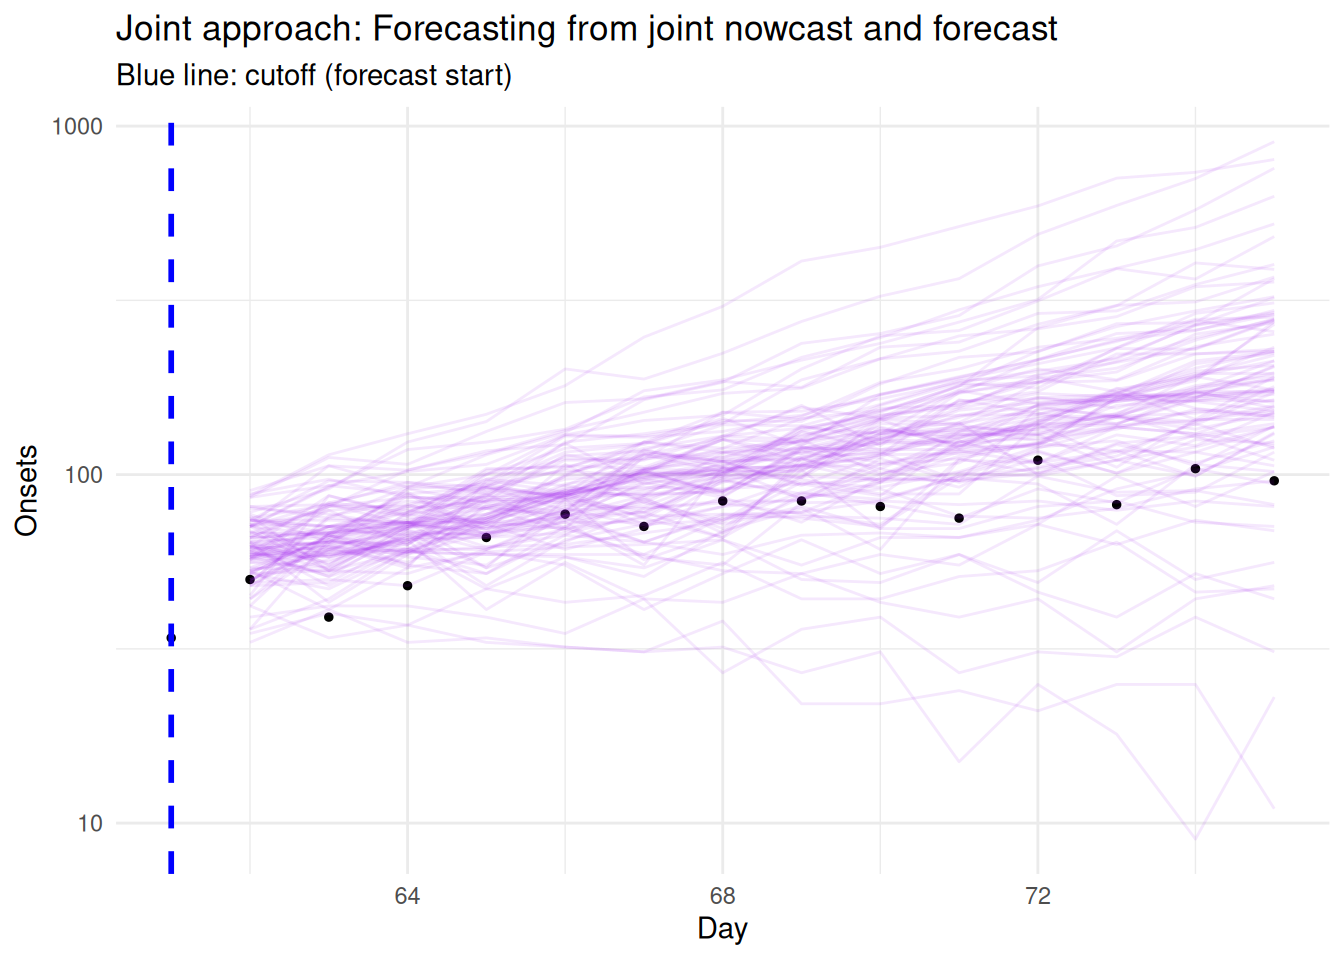 Joint approach: Forecasting from joint nowcast and forecast
Blue line: cutoff (forecast start)
1000
100
10
Onsets
64 68 72
Day